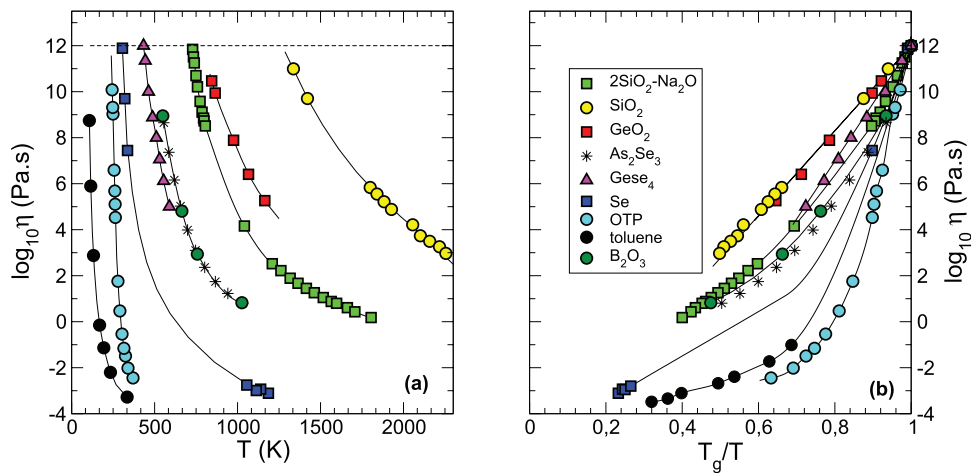 12
10
8
6
4
2
0
-2
-4
log₁₀η (Pa.s)
0
500
1000
1500
2000
T (K)
(a)
2SiO₂-Na₂O
SiO₂
GeO₂
As₂Se₃
Gese₄
Se
OTP
toluene
B₂O₃
0
0,2
0,4
0,6
0,8
1
T_g/T
(b)
12
10
8
6
4
2
0
-2
-4
log₁₀ η (Pa.s)